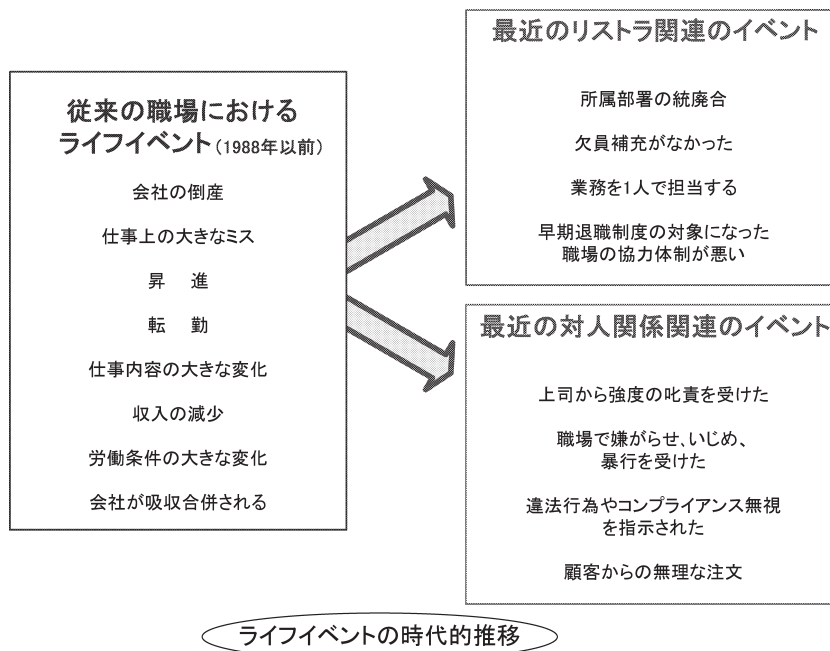 従来の職場における
ライフイベント(1988年以前)
会社の倒産
仕事上の大きなミス
昇　進
転　勤
仕事内容の大きな変化
収入の減少
労働条件の大きな変化
会社が吸収合併される
最近のリストラ関連のイベント
所属部署の統廃合
欠員補充がなかった
業務を1人で担当する
早期退職制度の対象になった
職場の協力体制が悪い
最近の対人関係関連のイベント
上司から強度の叱責を受けた
職場で嫌がらせ、いじめ、
暴行を受けた
違法行為やコンプライアンス無視
を指示された
顧客からの無理な注文
ライフイベントの時代的推移